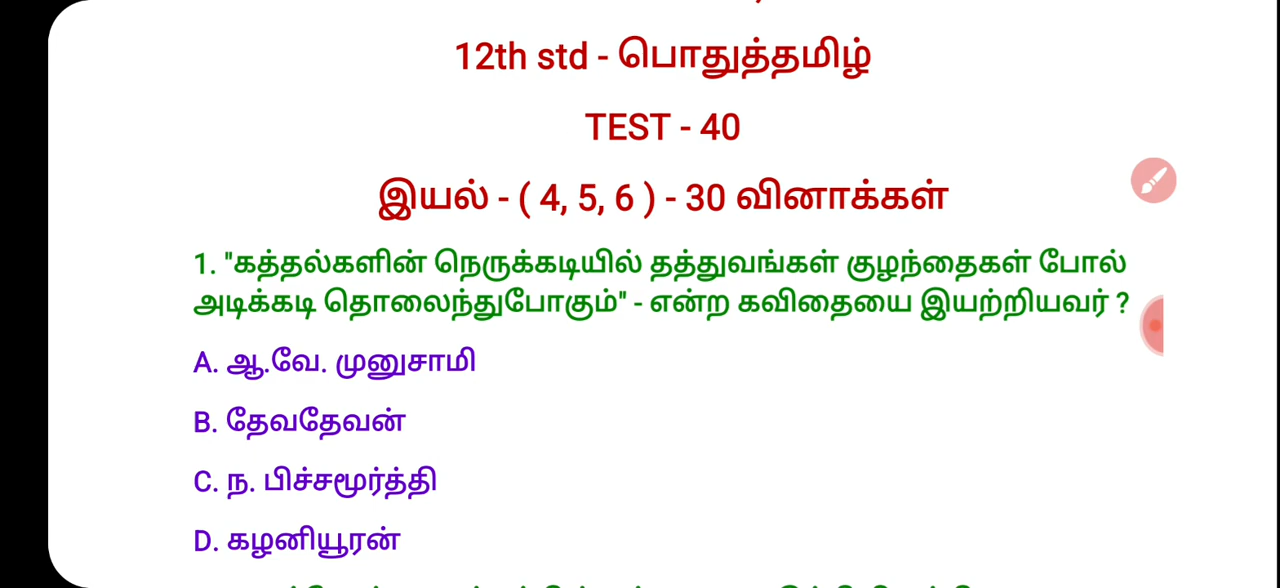 12th std - பொதுத்தமிழ்
TEST - 40
இயல் - ( 4, 5, 6 ) - 30 வினாக்கள்
1. "கத்தல்களின் நெருக்கடியில் தத்துவங்கள் குழந்தைகள் போல்
அடிக்கடி தொலைந்துபோகும்" - என்ற கவிதையை இயற்றியவர் ?
A. ஆ.வே. முனுசாமி
B. தேவதேவன்
C. ந. பிச்சமூர்த்தி
D. கழனியூரன்